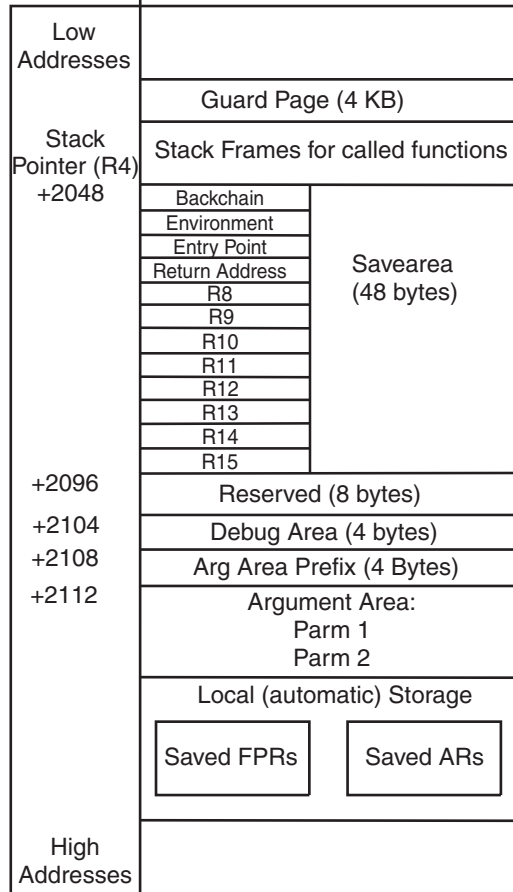 Low
Addresses
Guard Page (4 KB)
Stack
Pointer (R4)
+2048
Stack Frames for called functions
Backchain
Environment
Entry Point
Return Address
R8
R9
R10
R11
R12
R13
R14
R15
Savearea
(48 bytes)
+2096
Reserved (8 bytes)
+2104
Debug Area (4 bytes)
+2108
Arg Area Prefix (4 Bytes)
+2112
Argument Area:
Parm 1
Parm 2
Local (automatic) Storage
Saved FPRs
Saved ARs
High
Addresses